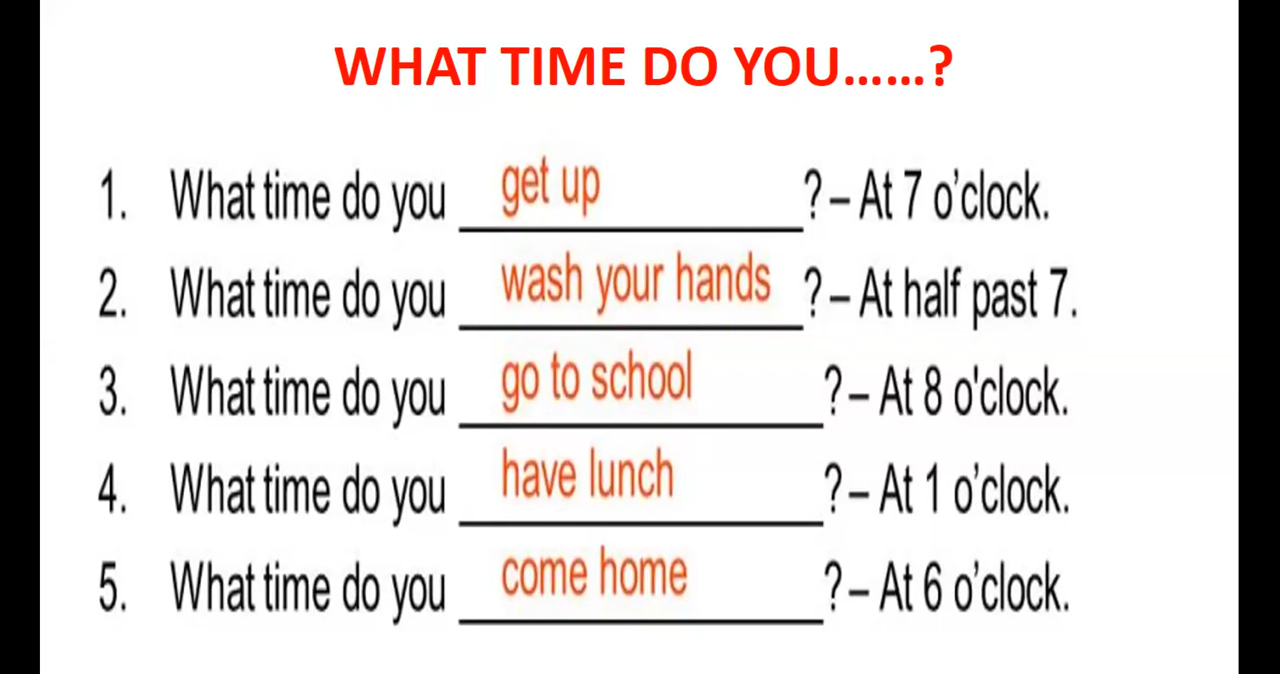 WHAT TIME DO YOU......?
1. What time do you get up ? – At 7 o’clock.
2. What time do you wash your hands ? – At half past 7.
3. What time do you go to school ? – At 8 o'clock.
4. What time do you have lunch ? – At 1 o’clock.
5. What time do you come home ? – At 6 o’clock.